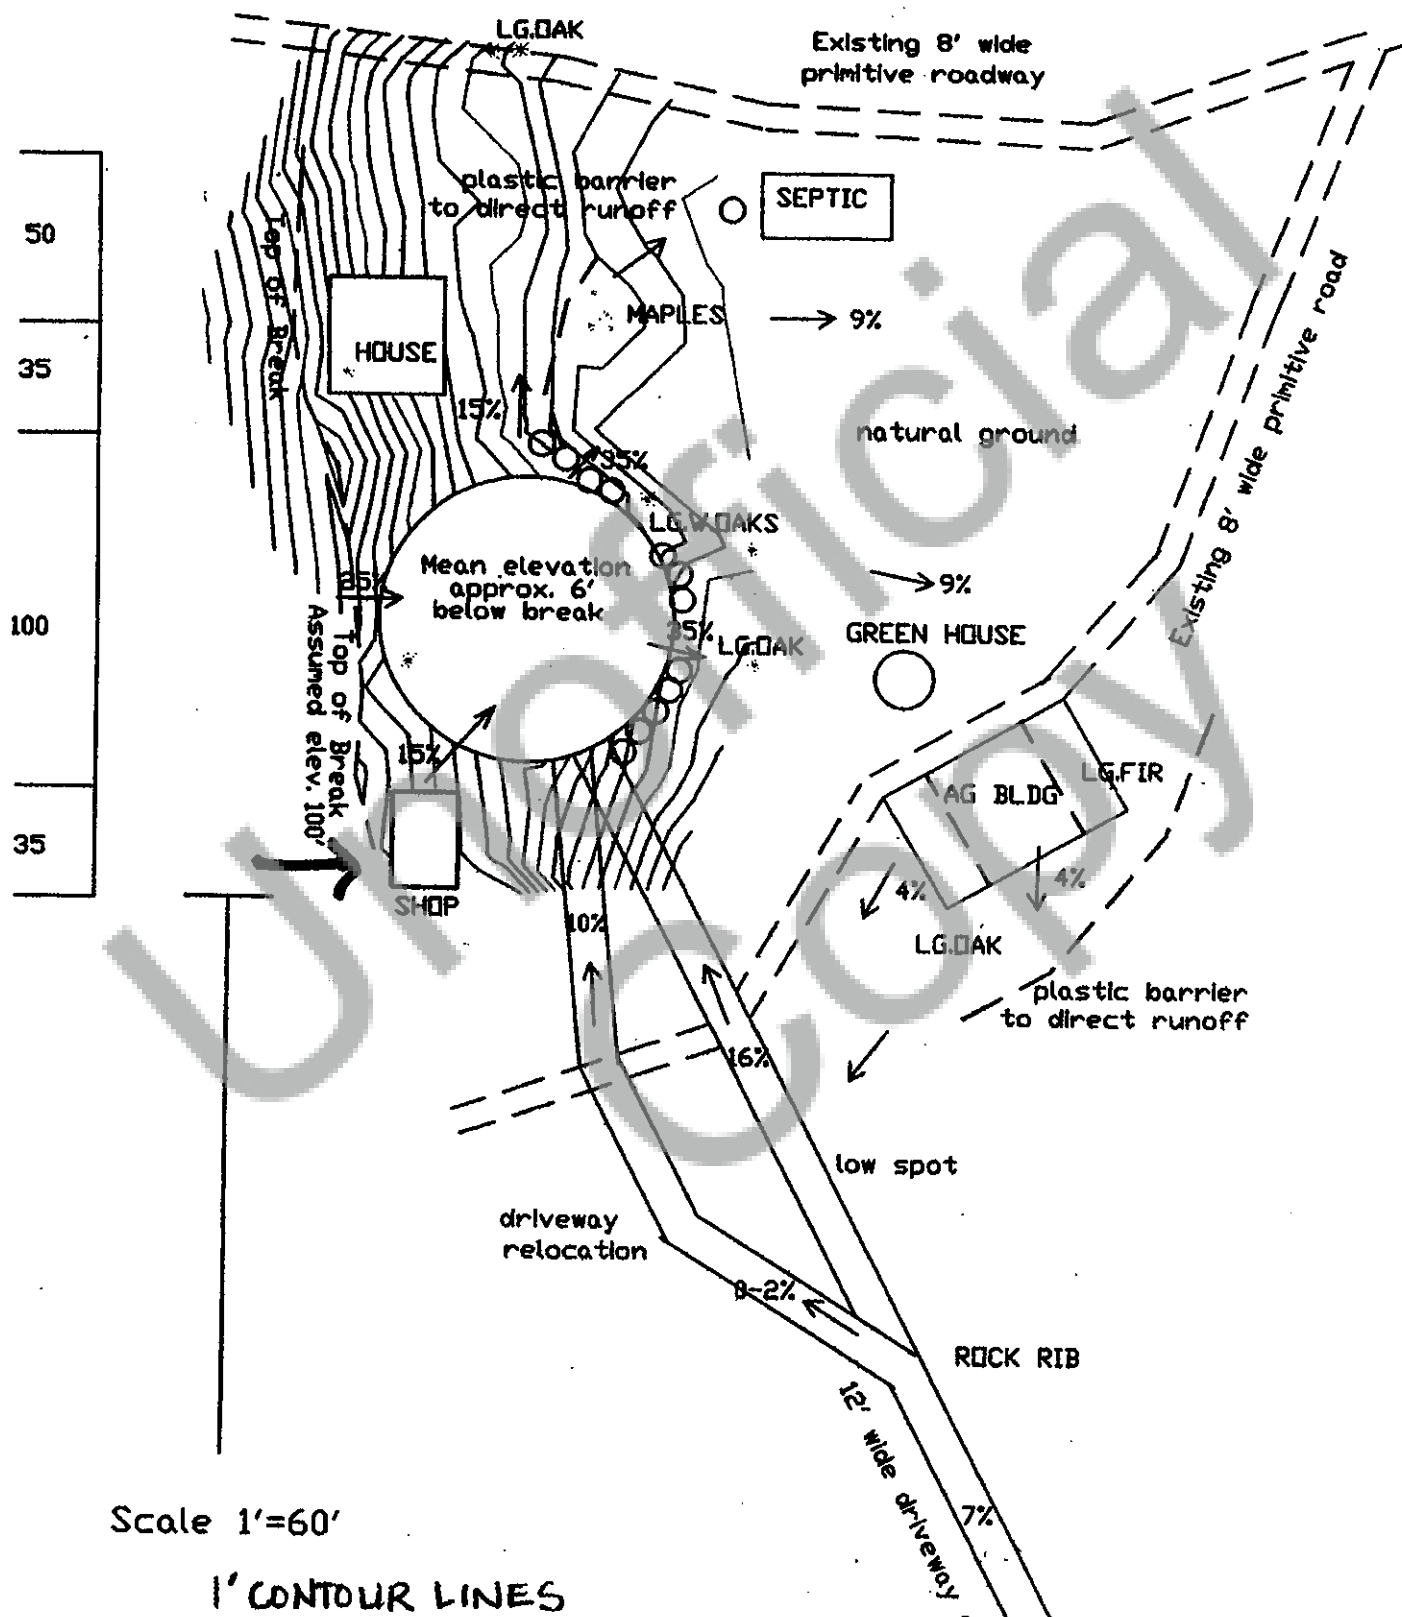 LG.OAK
Existing 8' wide
primitive roadway
plastic barrier
to direct runoff
SEPTIC
50
Top of Break
MAPLES
9%
HOUSE
35
15%
natural ground
35%
Existing 8' wide primitive road
LG.W.OAKS
Mean elevation
approx. 6'
below break
9%
100
35%
LG.OAK
GREEN HOUSE
Top of Break
Assumed elev. 100'
15%
LG.FIR
AG BLDG
35
4%
4%
SHOP
10%
LG.OAK
plastic barrier
to direct runoff
16%
low spot
driveway
relocation
0-2%
ROCK RIB
12' wide driveway
7%
Scale 1'=60'
1' CONTOUR LINES
Unofficial
Copy